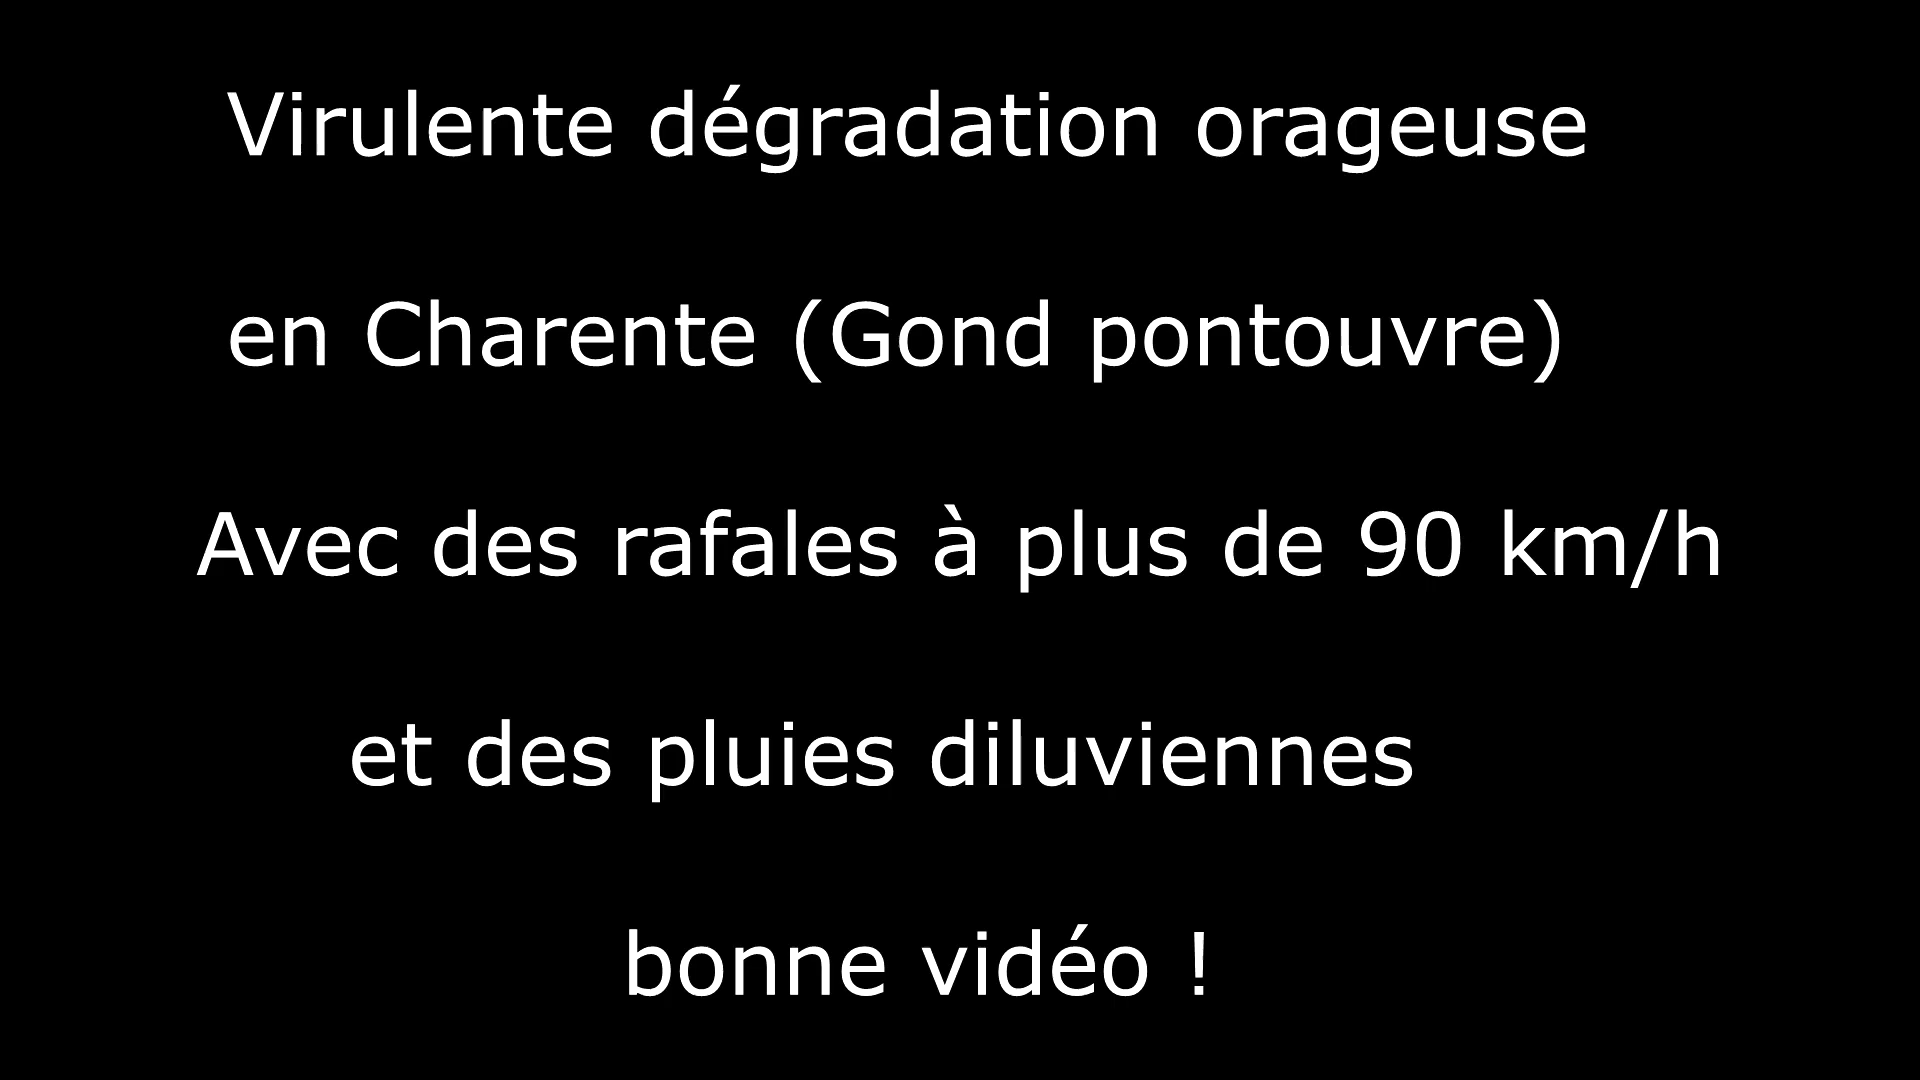 Virulente dégradation orageuse
en Charente (Gond pontouvre)
Avec des rafales à plus de 90 km/h
et des pluies diluviennes
bonne vidéo !